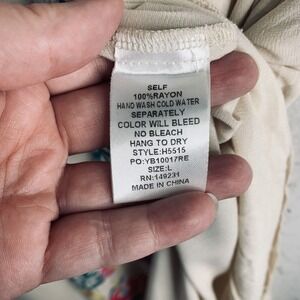 SELF
100%RAYON
HAND WASH COLD WATER
SEPARATELY
COLOR WILL BLEED
NO BLEACH
HANG TO DRY
STYLE:H5515
PO:YB10017RE
SIZE:L
RN:149231
MADE IN CHINA